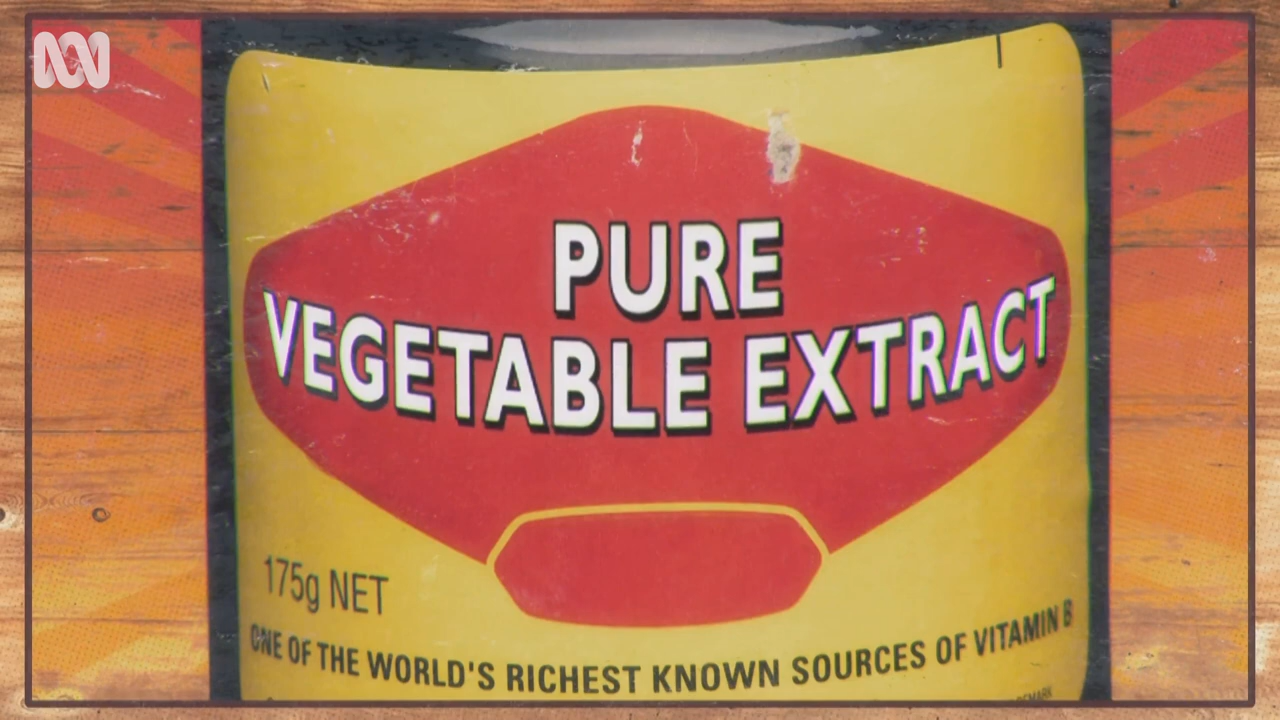 PURE
VEGETABLE EXTRACT
175g NET
ONE OF THE WORLD'S RICHEST KNOWN SOURCES OF VITAMIN B